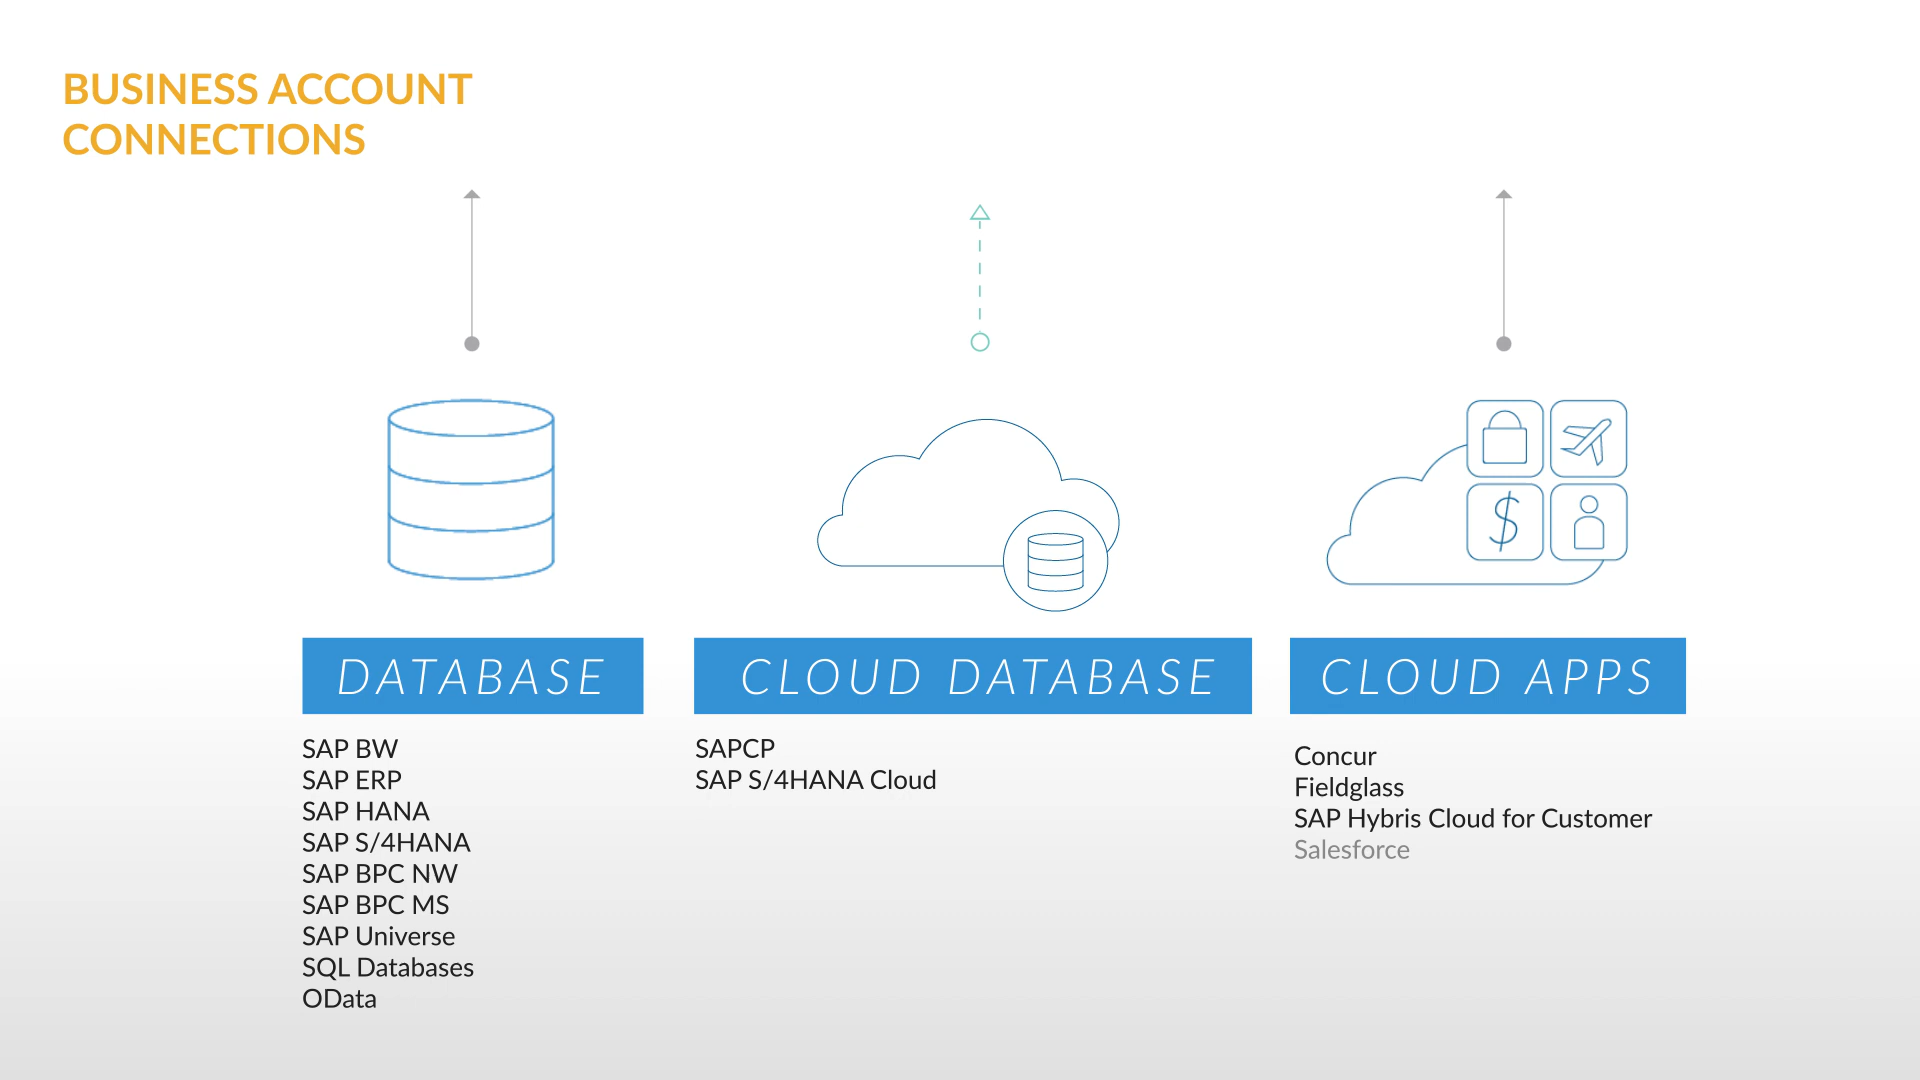 BUSINESS ACCOUNT
CONNECTIONS
$
DATABASE
SAP BW
SAP ERP
SAP HANA
SAP S/4HANA
SAP BPC NW
SAP BPC MS
SAP Universe
SQL Databases
OData
CLOUD DATABASE
SAPCP
SAP S/4HANA Cloud
CLOUD APPS
Concur
Fieldglass
SAP Hybris Cloud for Customer
Salesforce